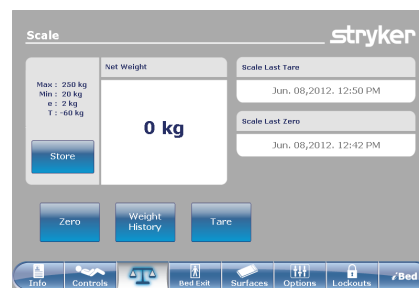 Scale
stryker
Max : 250 kg
Min : 20 kg
e : 2 kg
T : -60 kg
Store
Net Weight
0 kg
Scale Last Tare
Jun. 08,2012. 12:50 PM
Scale Last Zero
Jun. 08,2012. 12:42 PM
Zero
Weight
History
Tare
Info
Controls
Bed Exit
Surfaces
Options
Lockouts
iBed